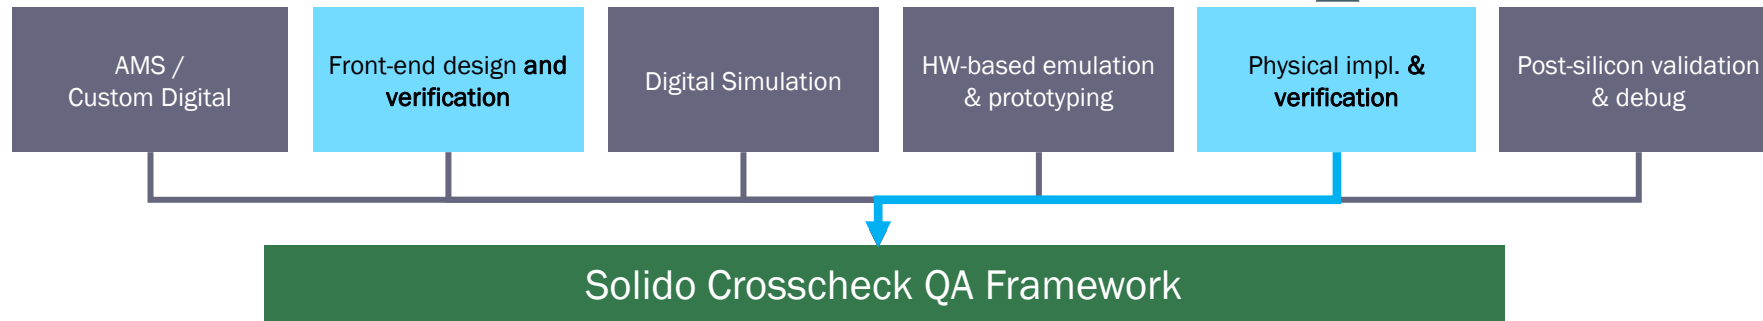 AMS /
Custom Digital
Front-end design and
verification
Digital Simulation
HW-based emulation
& prototyping
Physical impl. &
verification
Post-silicon validation
& debug
Solido Crosscheck QA Framework